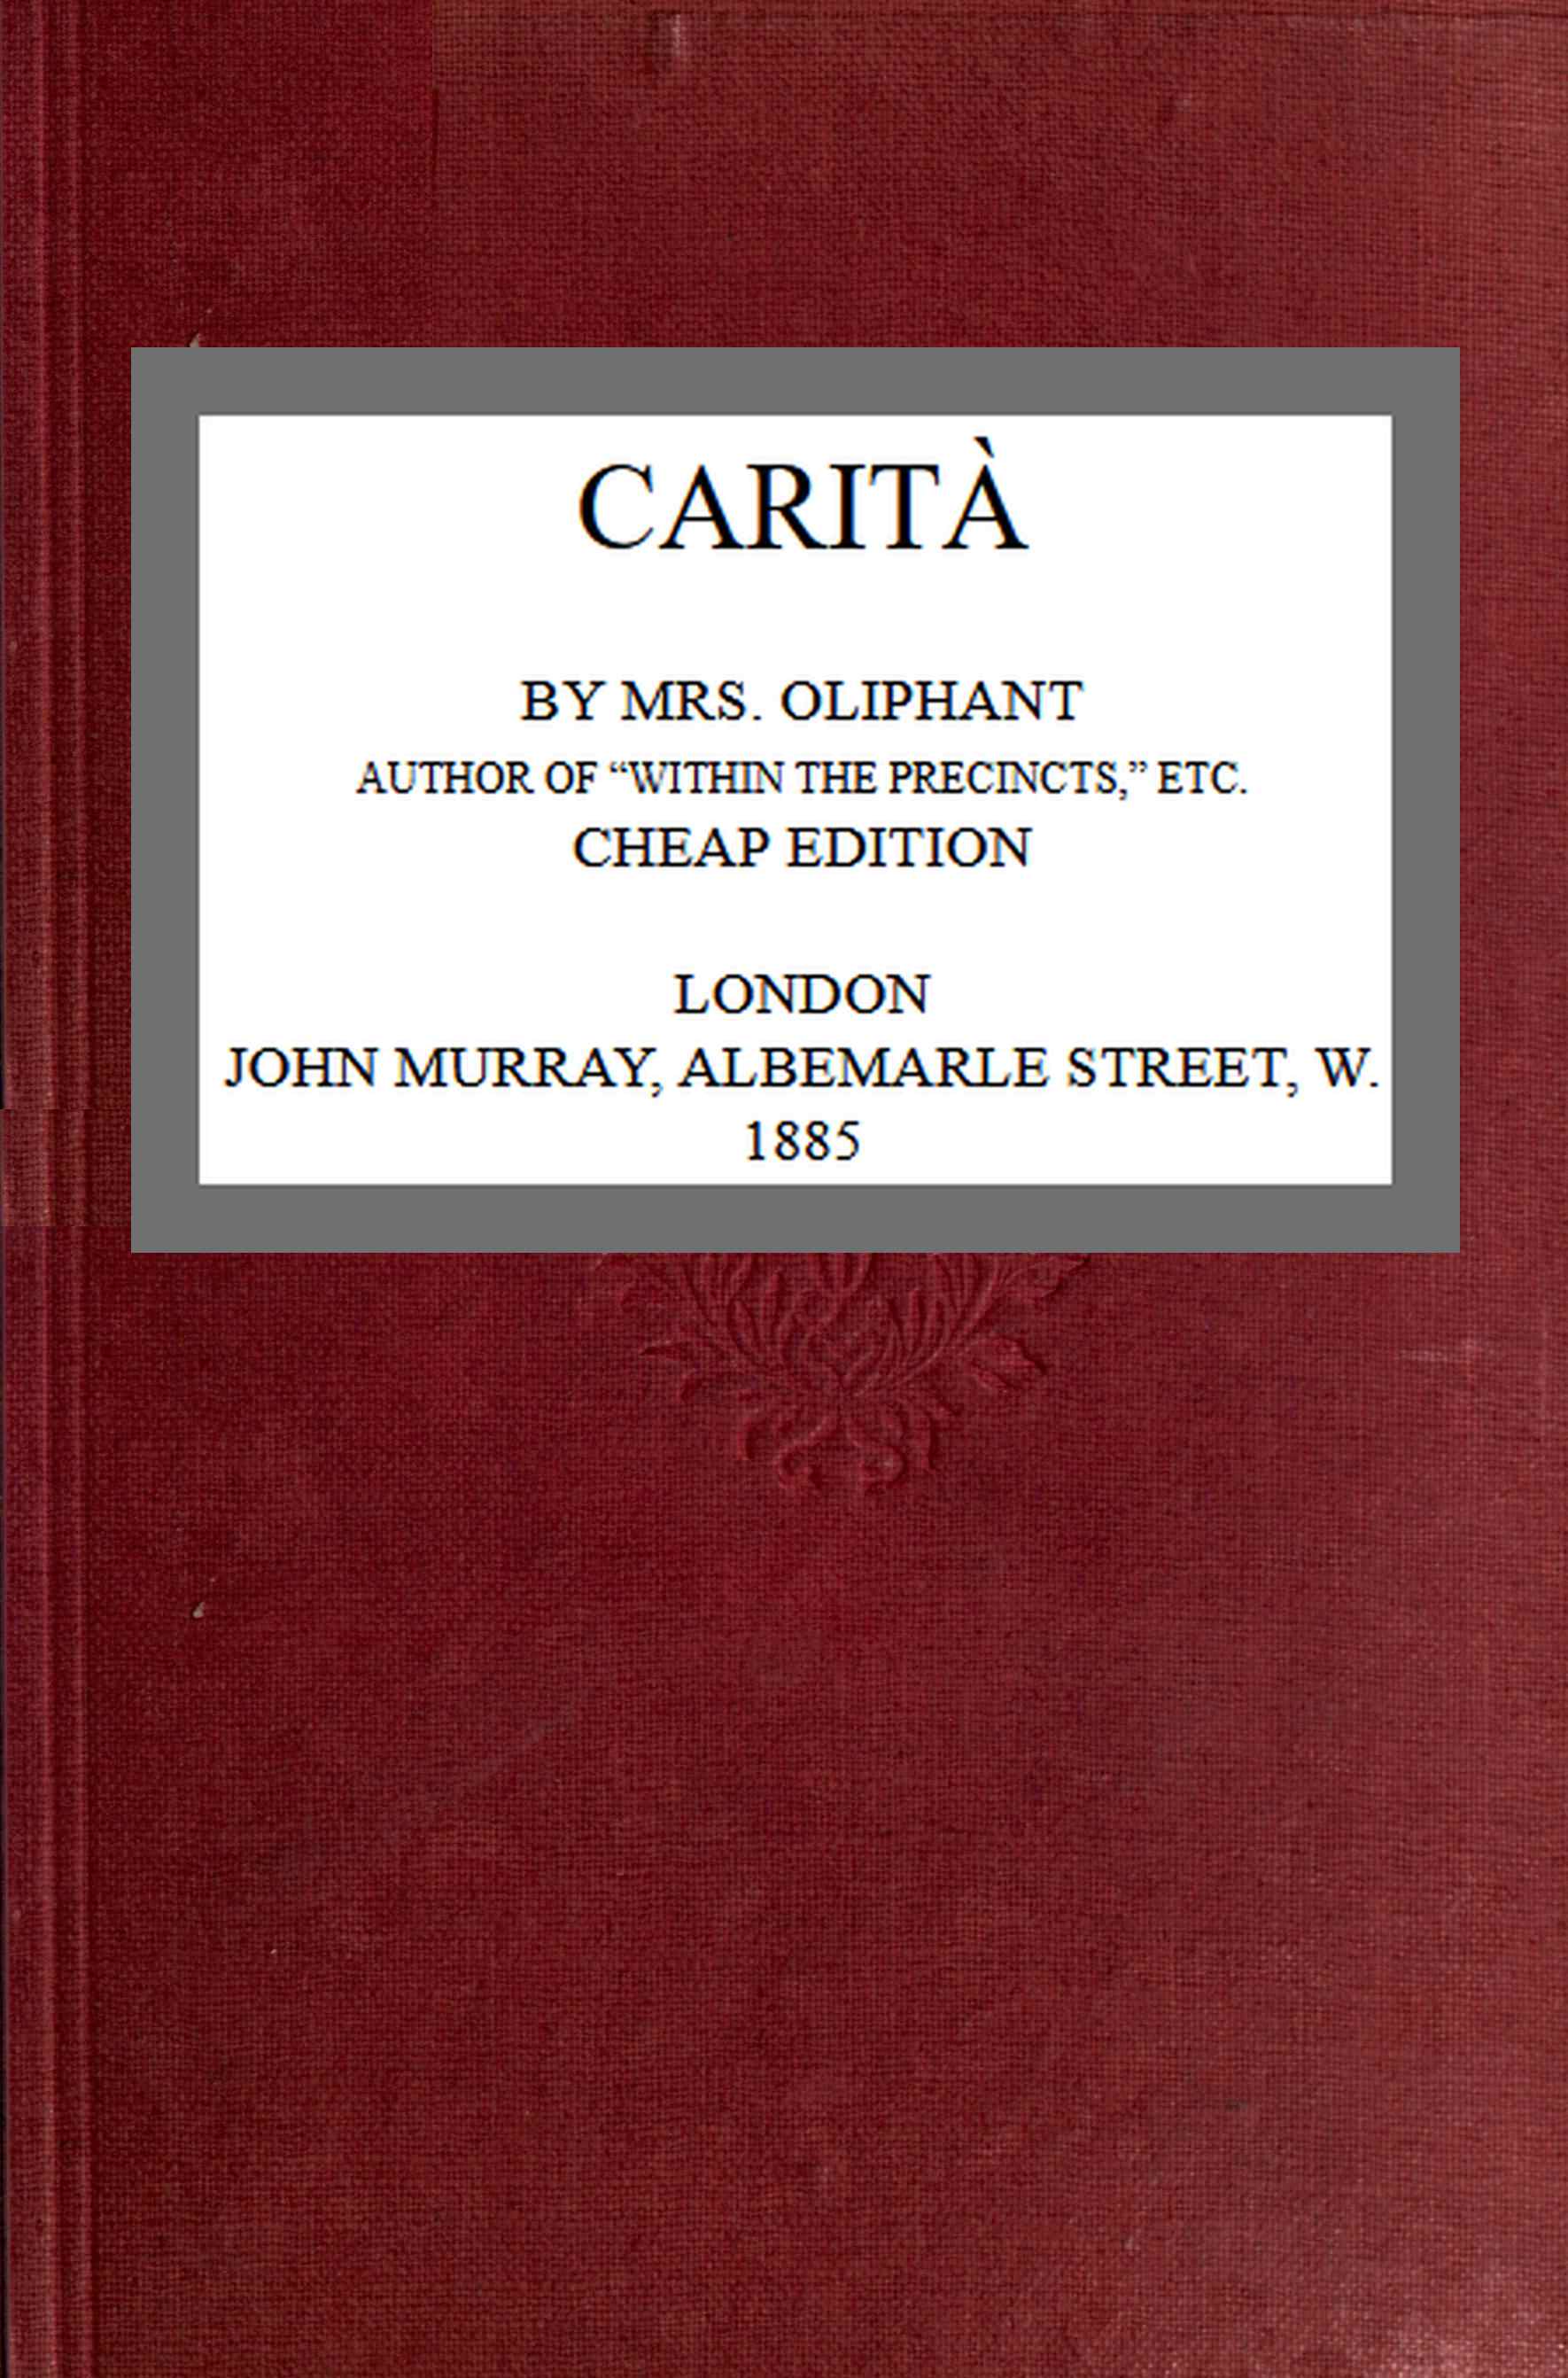 CARITÀ
BY MRS. OLIPHANT
AUTHOR OF “WITHIN THE PRECINCTS,” ETC.
CHEAP EDITION
LONDON
JOHN MURRAY, ALBEMARLE STREET, W.
1885